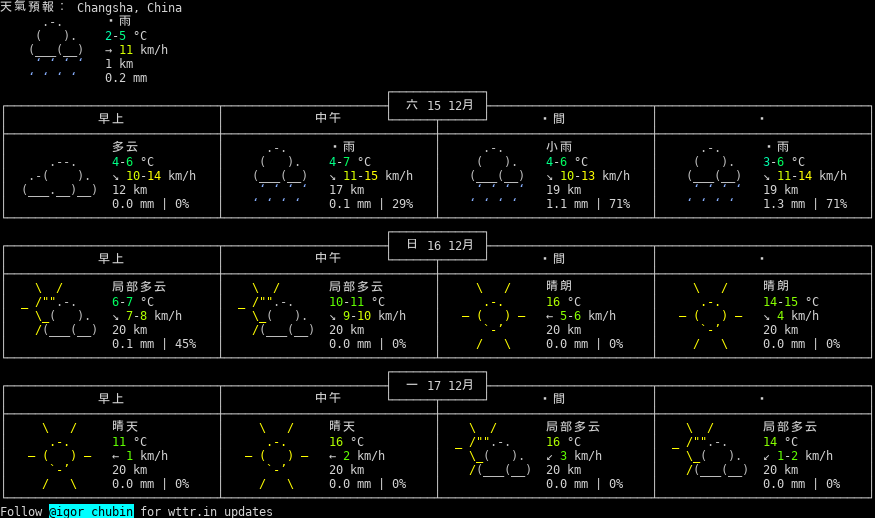 天氣預報： Changsha, China
・雨
2-5 °C
→ 11 km/h
1 km
0.2 mm
六 15 12月
早上 中午 ・間 ・
多云 ・雨 小雨 ・雨
4-6 °C 4-7 °C 4-6 °C 3-6 °C
↘ 10-14 km/h ↘ 11-15 km/h ↘ 10-13 km/h ↘ 11-14 km/h
12 km 17 km 19 km 19 km
0.0 mm | 0% 0.1 mm | 29% 1.1 mm | 71% 1.3 mm | 71%
日 16 12月
早上 中午 ・間 ・
局部多云 局部多云 晴朗 晴朗
6-7 °C 10-11 °C 16 °C 14-15 °C
↘ 7-8 km/h ↘ 9-10 km/h ← 5-6 km/h ↘ 4 km/h
20 km 20 km 20 km 20 km
0.1 mm | 45% 0.0 mm | 0% 0.0 mm | 0% 0.0 mm | 0%
一 17 12月
早上 中午 ・間 ・
晴天 晴天 局部多云 局部多云
11 °C 16 °C 16 °C 14 °C
← 1 km/h ← 2 km/h ↙ 3 km/h ↙ 1-2 km/h
20 km 20 km 20 km 20 km
0.0 mm | 0% 0.0 mm | 0% 0.0 mm | 0% 0.0 mm | 0%
Follow @igor_chubin for wttr.in updates